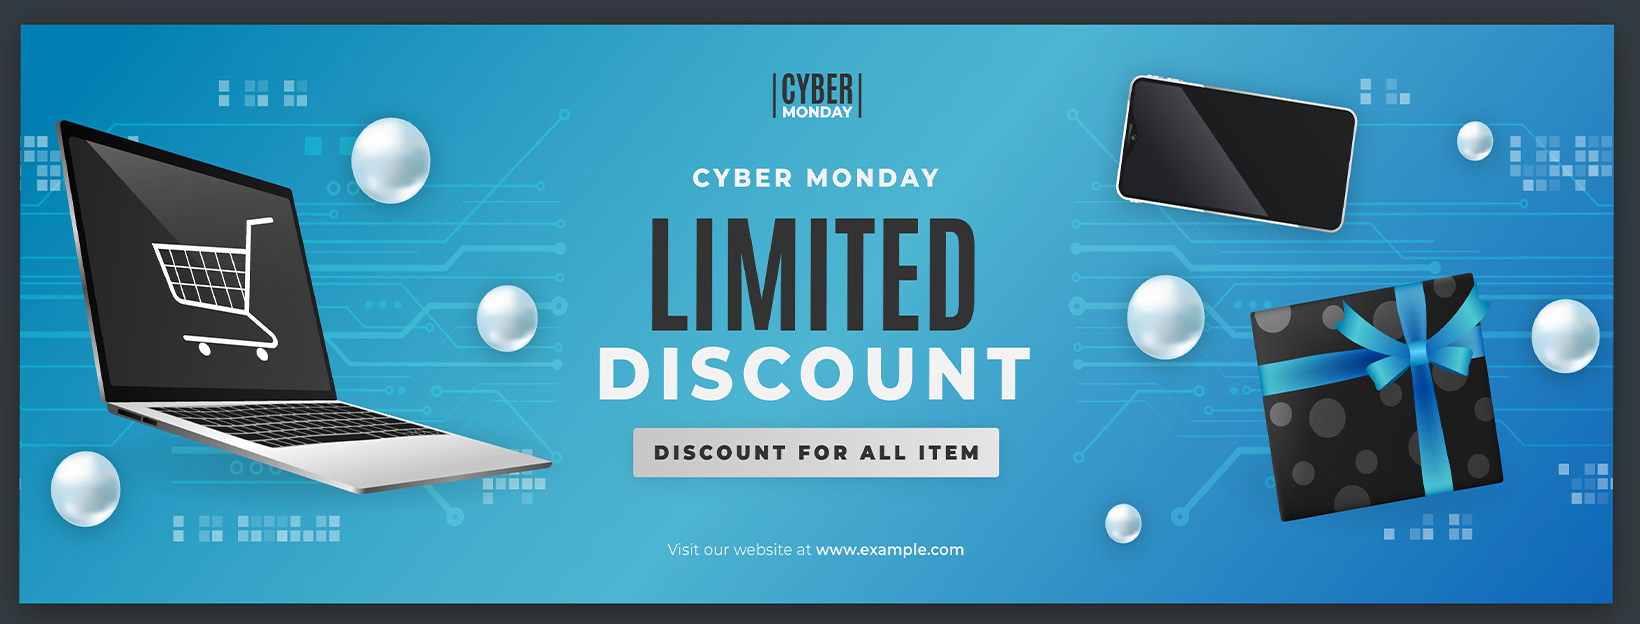 CYBER
MONDAY
CYBER MONDAY
LIMITED
DISCOUNT
DISCOUNT FOR ALL ITEM
Visit our website at www.example.com